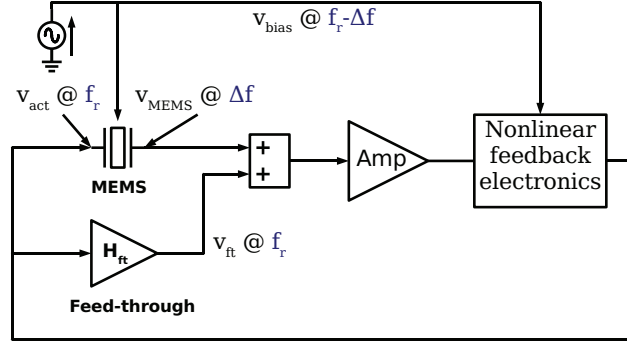 v_bias @ f_r-Δf
v_act @ f_r
v_MEMS @ Δf
MEMS
+
+
Amp
Nonlinear
feedback
electronics
H_ft
v_ft @ f_r
Feed-through